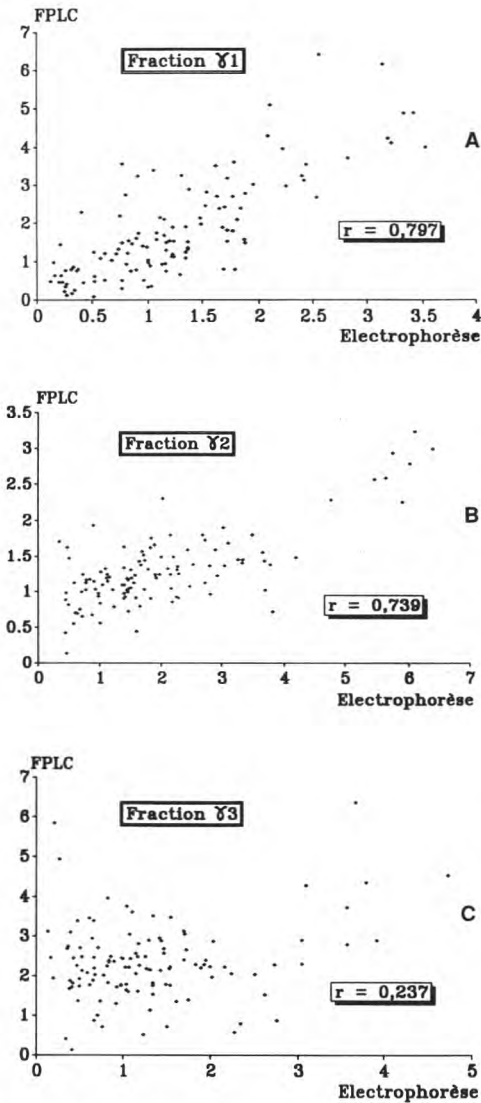 FPLC
7
Fraction ɣ1
6
5
4
A
3
2
r = 0,797
1
0
0 0.5 1 1.5 2 2.5 3 3.5 4
Electrophorèse
FPLC
3.5
Fraction ɣ2
3
2.5
B
2
1.5
1
r = 0,739
0.5
0
0 1 2 3 4 5 6 7
Electrophorèse
FPLC
7
Fraction ɣ3
6
5
4
C
3
2
r = 0,237
1
0
0 1 2 3 4 5
Electrophorèse